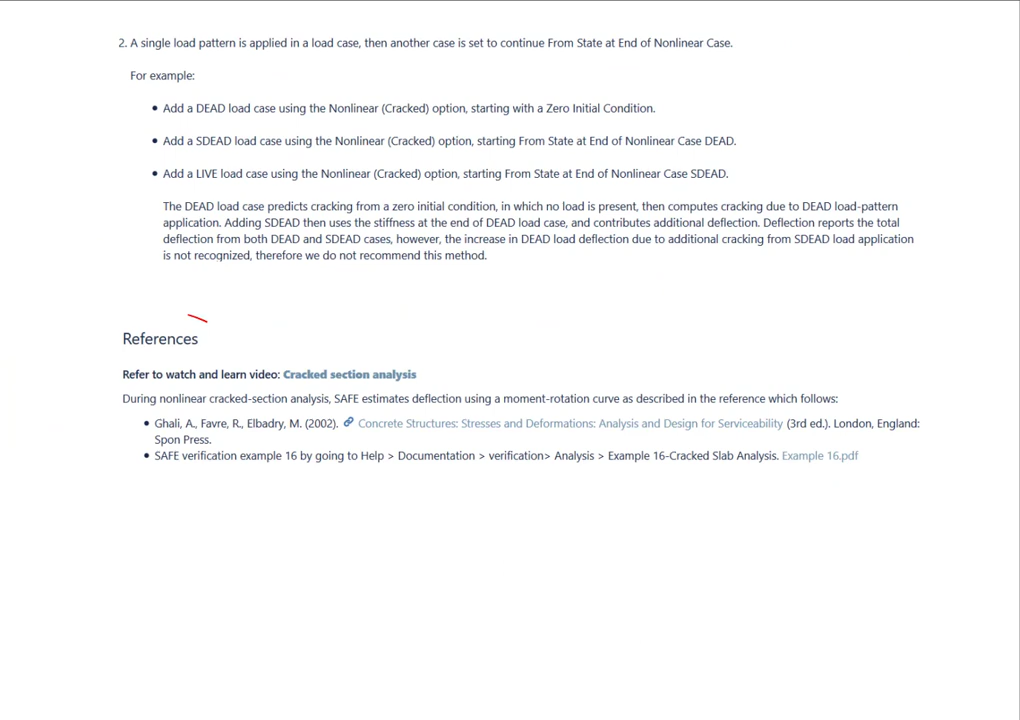 2. A single load pattern is applied in a load case, then another case is set to continue From State at End of Nonlinear Case.
For example:
• Add a DEAD load case using the Nonlinear (Cracked) option, starting with a Zero Initial Condition.
• Add a SDEAD load case using the Nonlinear (Cracked) option, starting From State at End of Nonlinear Case DEAD.
• Add a LIVE load case using the Nonlinear (Cracked) option, starting From State at End of Nonlinear Case SDEAD.
The DEAD load case predicts cracking from a zero initial condition, in which no load is present, then computes cracking due to DEAD load-pattern
application. Adding SDEAD then uses the stiffness at the end of DEAD load case, and contributes additional deflection. Deflection reports the total
deflection from both DEAD and SDEAD cases, however, the increase in DEAD load deflection due to additional cracking from SDEAD load application
is not recognized, therefore we do not recommend this method.
References
Refer to watch and learn video: Cracked section analysis
During nonlinear cracked-section analysis, SAFE estimates deflection using a moment-rotation curve as described in the reference which follows:
• Ghali, A., Favre, R., Elbadry, M. (2002). Concrete Structures: Stresses and Deformations: Analysis and Design for Serviceability (3rd ed.). London, England:
Spon Press.
• SAFE verification example 16 by going to Help > Documentation > verification> Analysis > Example 16-Cracked Slab Analysis. Example 16.pdf